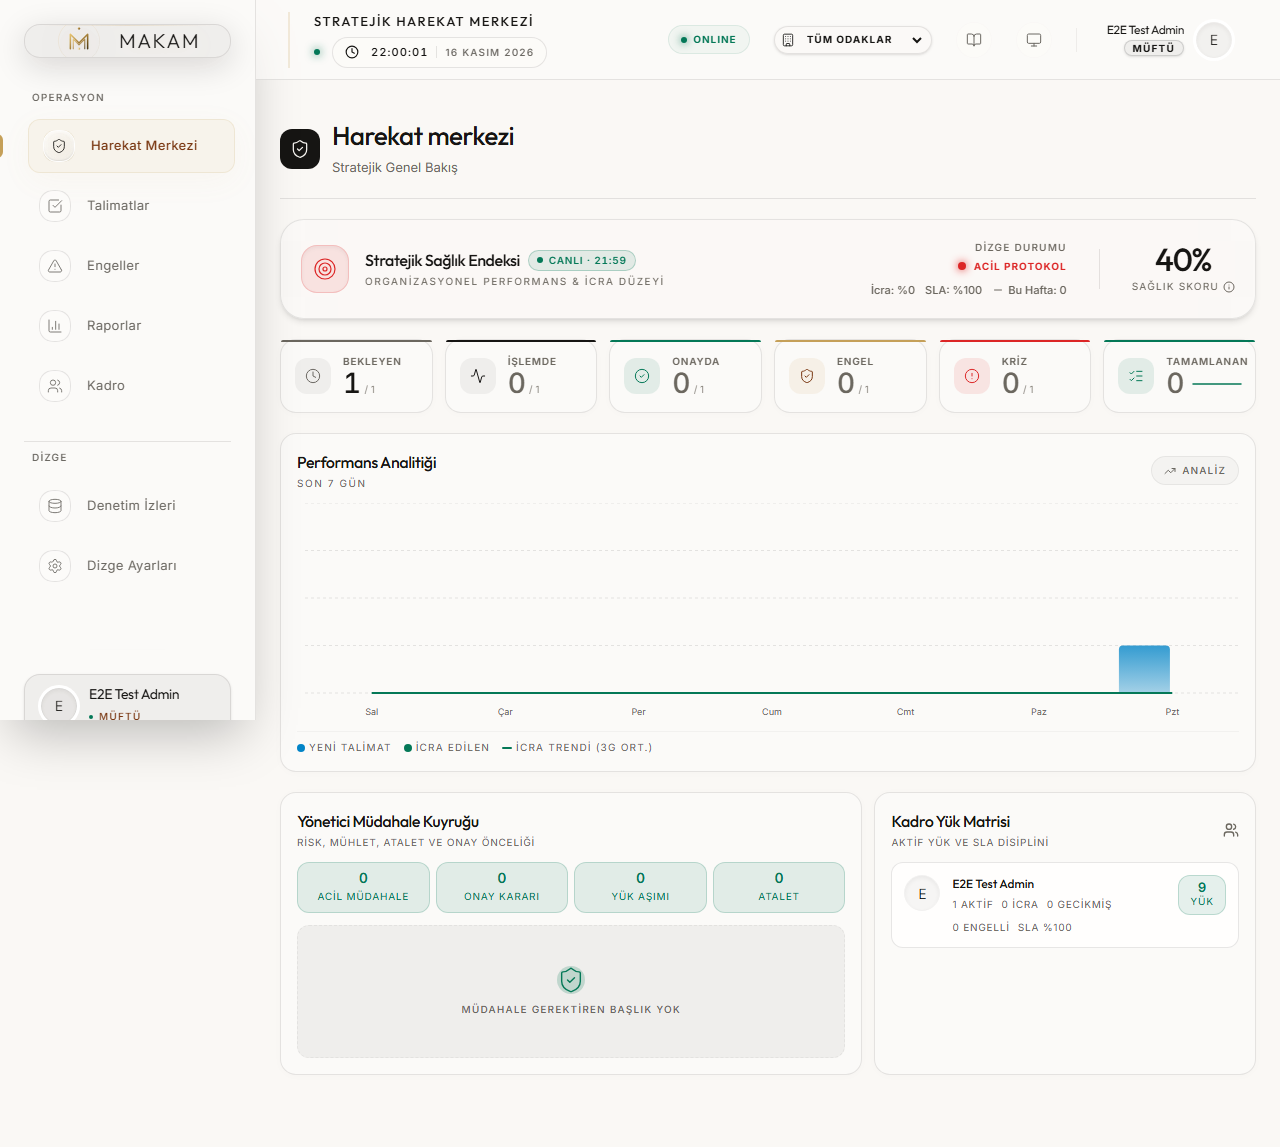 MAKAM
OPERASYON
Harekat Merkezi
Talimatlar
Engeller
Raporlar
Kadro
DİZGE
Denetim İzleri
Dizge Ayarları
E
E2E Test Admin
MÜFTÜ
STRATEJİK HAREKAT MERKEZİ
22:00:01 16 KASIM 2026
ONLINE
TÜM ODAKLAR
E2E Test Admin
MÜFTÜ
E
Harekat merkezi
Stratejik Genel Bakış
Stratejik Sağlık Endeksi
CANLI · 21:59
ORGANİZASYONEL PERFORMANS & İCRA DÜZEYİ
DİZGE DURUMU
ACİL PROTOKOL
İcra: %0 SLA: %100 — Bu Hafta: 0
40%
SAĞLIK SKORU
BEKLEYEN
1 / 1
İŞLEMDE
0 / 1
ONAYDA
0 / 1
ENGEL
0 / 1
KRİZ
0 / 1
TAMAMLANAN
0
Performans Analitiği
SON 7 GÜN
ANALİZ
Sal Çar Per Cum Cmt Paz Pzt
YENİ TALİMAT İCRA EDİLEN İCRA TRENDİ (3G ORT.)
Yönetici Müdahale Kuyruğu
RİSK, MÜHLET, ATALET VE ONAY ÖNCELİĞİ
0
ACİL MÜDAHALE
0
ONAY KARARI
0
YÜK AŞIMI
0
ATALET
MÜDAHALE GEREKTİREN BAŞLIK YOK
Kadro Yük Matrisi
AKTİF YÜK VE SLA DİSİPLİNİ
E
E2E Test Admin
1 AKTİF 0 İCRA 0 GECİKMİŞ
0 ENGELLİ SLA %100
9
YÜK